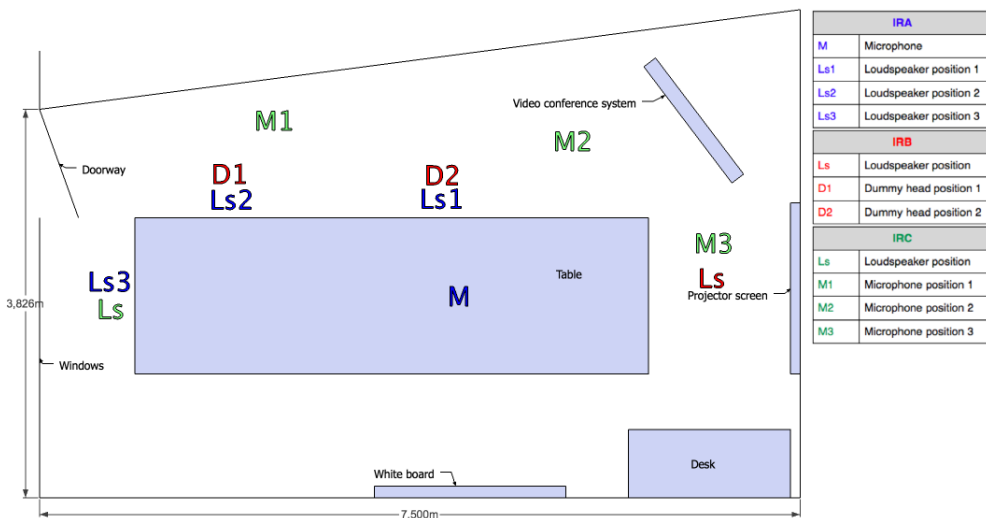 IRA
M Microphone
Ls1 Loudspeaker position 1
Ls2 Loudspeaker position 2
Ls3 Loudspeaker position 3
IRB
Ls Loudspeaker position
D1 Dummy head position 1
D2 Dummy head position 2
IRC
Ls Loudspeaker position
M1 Microphone position 1
M2 Microphone position 2
M3 Microphone position 3
Video conference system
M1
M2
Doorway
D1
D2
Ls2
Ls1
M3
Ls3
Table
Ls
M
Projector screen
Ls
3,826m
Windows
White board
Desk
7,500m